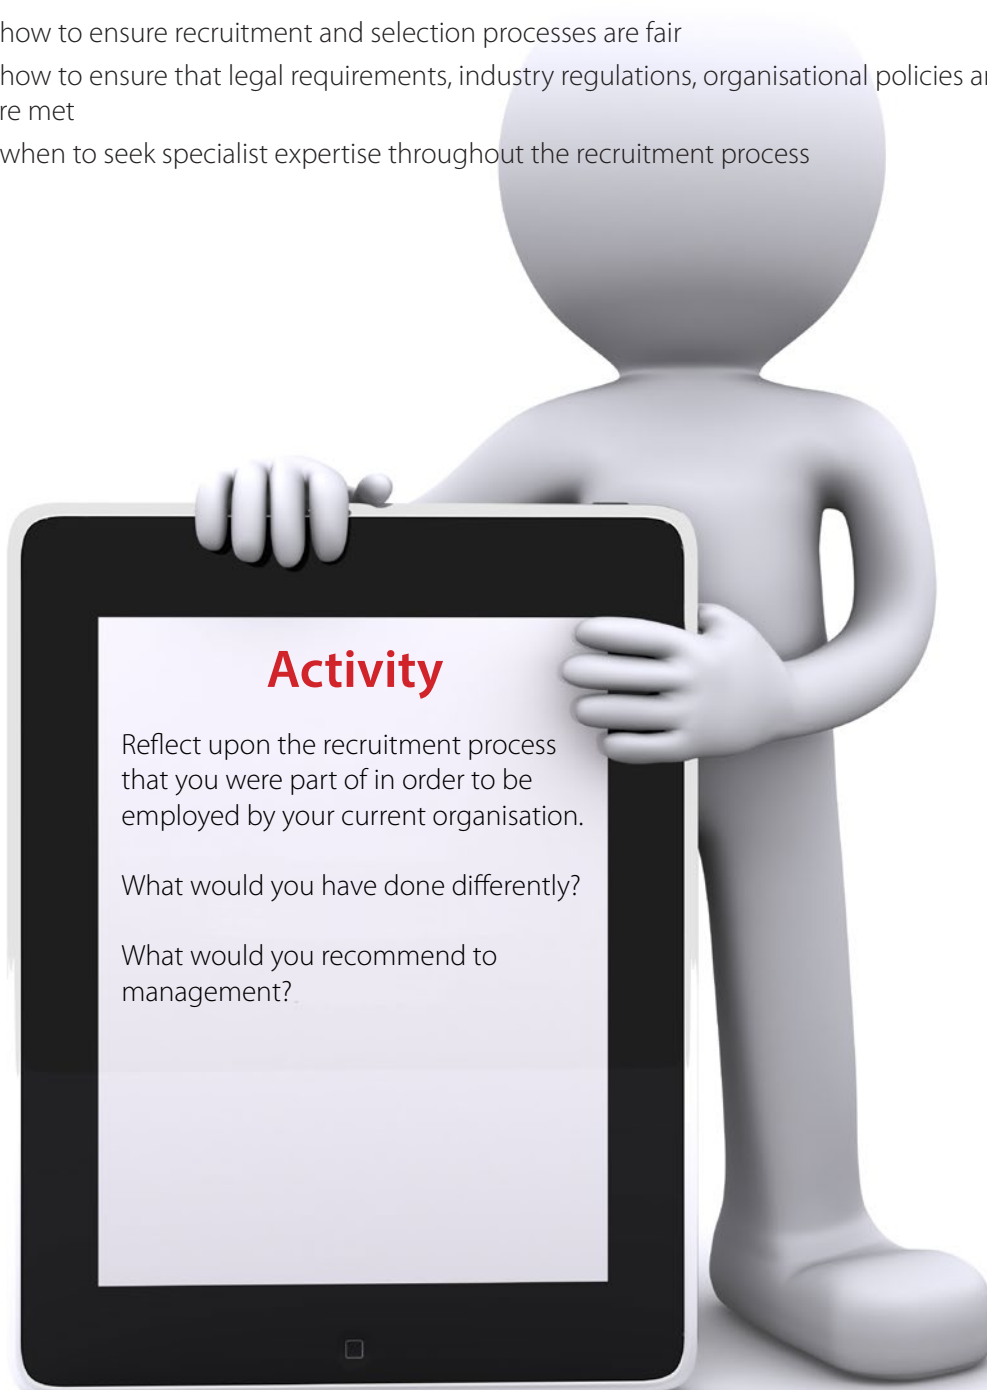 how to ensure recruitment and selection processes are fair
how to ensure that legal requirements, industry regulations, organisational policies
re met
when to seek specialist expertise throughout the recruitment process
Activity
Reflect upon the recruitment process
that you were part of in order to be
employed by your current organisation.
What would you have done differently?
What would you recommend to
management?